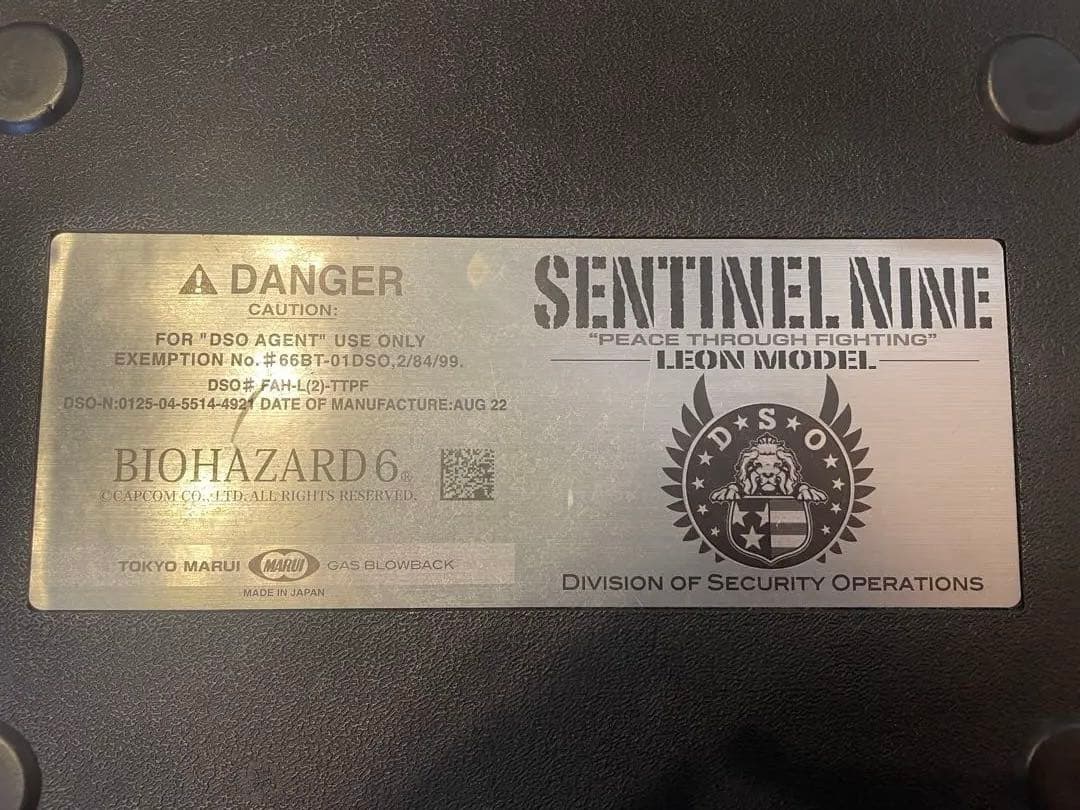 DANGER
CAUTION:
FOR "DSO AGENT" USE ONLY
EXEMPTION No.#66BT-01DSO,2/84/99.
DSO# FAH-L(2)-TTPF
DSO-N:0125-04-5514-4921 DATE OF MANUFACTURE:AUG 22
BIOHAZARD 6®
©CAPCOM CO., LTD. ALL RIGHTS RESERVED.
TOKYO MARUI MARUI GAS BLOWBACK
MADE IN JAPAN
SENTINEL NINE
"PEACE THROUGH FIGHTING"
LEON MODEL
D★S★O
DIVISION OF SECURITY OPERATIONS